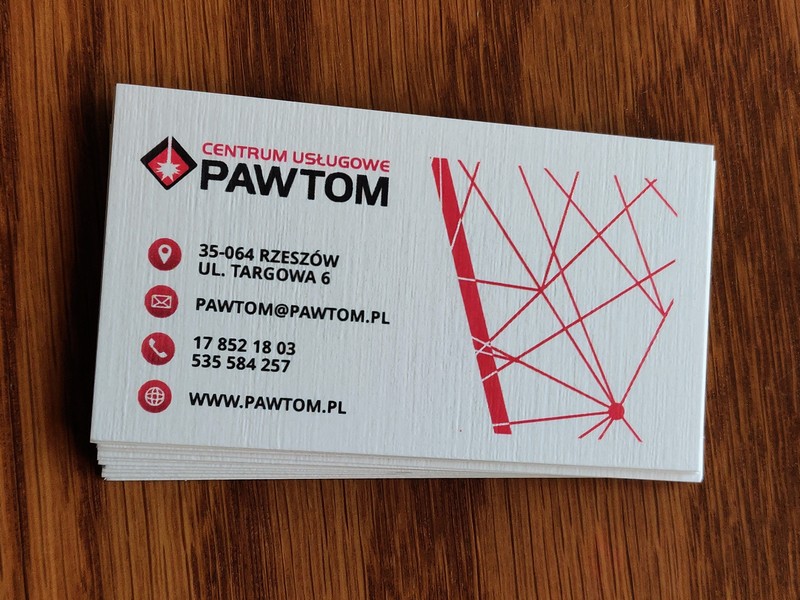 CENTRUM USŁUGOWE
PAWTOM
35-064 RZESZÓW
UL. TARGOWA 6
PAWTOM@PAWTOM.PL
17 852 18 03
535 584 257
WWW.PAWTOM.PL